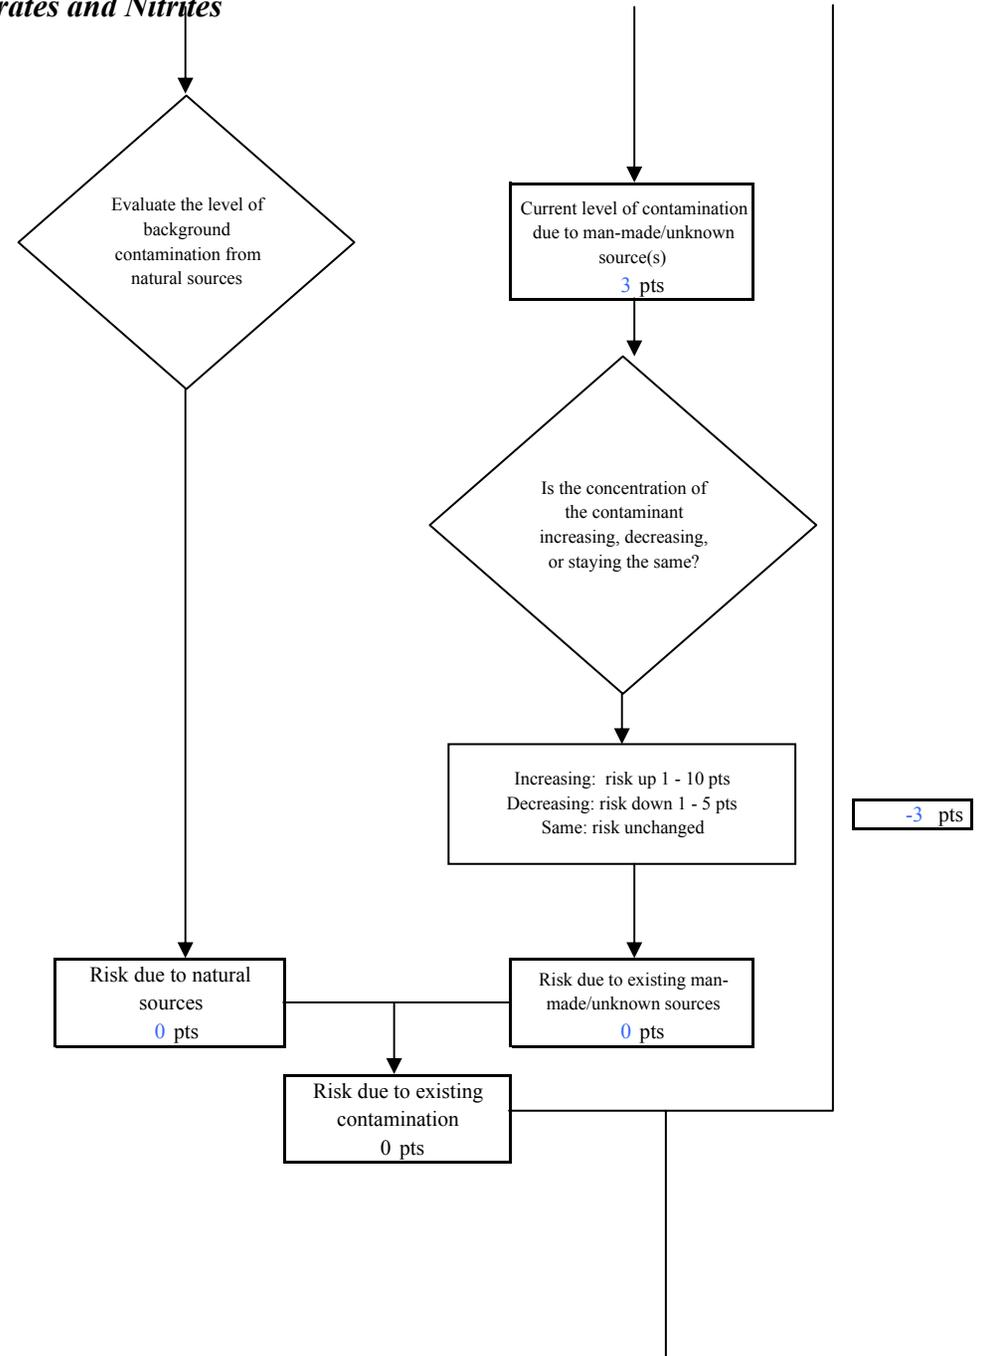 rates and Nitrites
Evaluate the level of
background
contamination from
natural sources
Current level of contamination
due to man-made/unknown
source(s)
3 pts
Is the concentration of
the contaminant
increasing, decreasing,
or staying the same?
Increasing: risk up 1 - 10 pts
Decreasing: risk down 1 - 5 pts
Same: risk unchanged
-3 pts
Risk due to natural
sources
0 pts
Risk due to existing man-
made/unknown sources
0 pts
Risk due to existing
contamination
0 pts